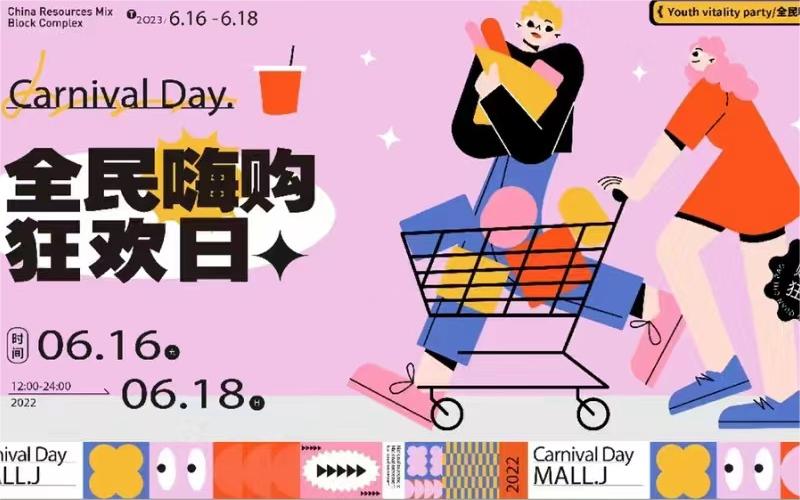 China Resources Mix
Block Complex
2023/ 6.16 - 6.18
Youth vitality party/全民
Carnival Day.
全民嗨购
狂欢日
时间 06.16
12:00-24:00
2022
06.18
nival Day
ALL.J
2022
Carnival Day
MALL.J